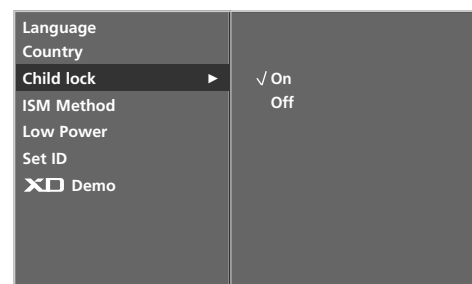 Language
Country
Child lock ► √ On
ISM Method Off
Low Power
Set ID
XD Demo